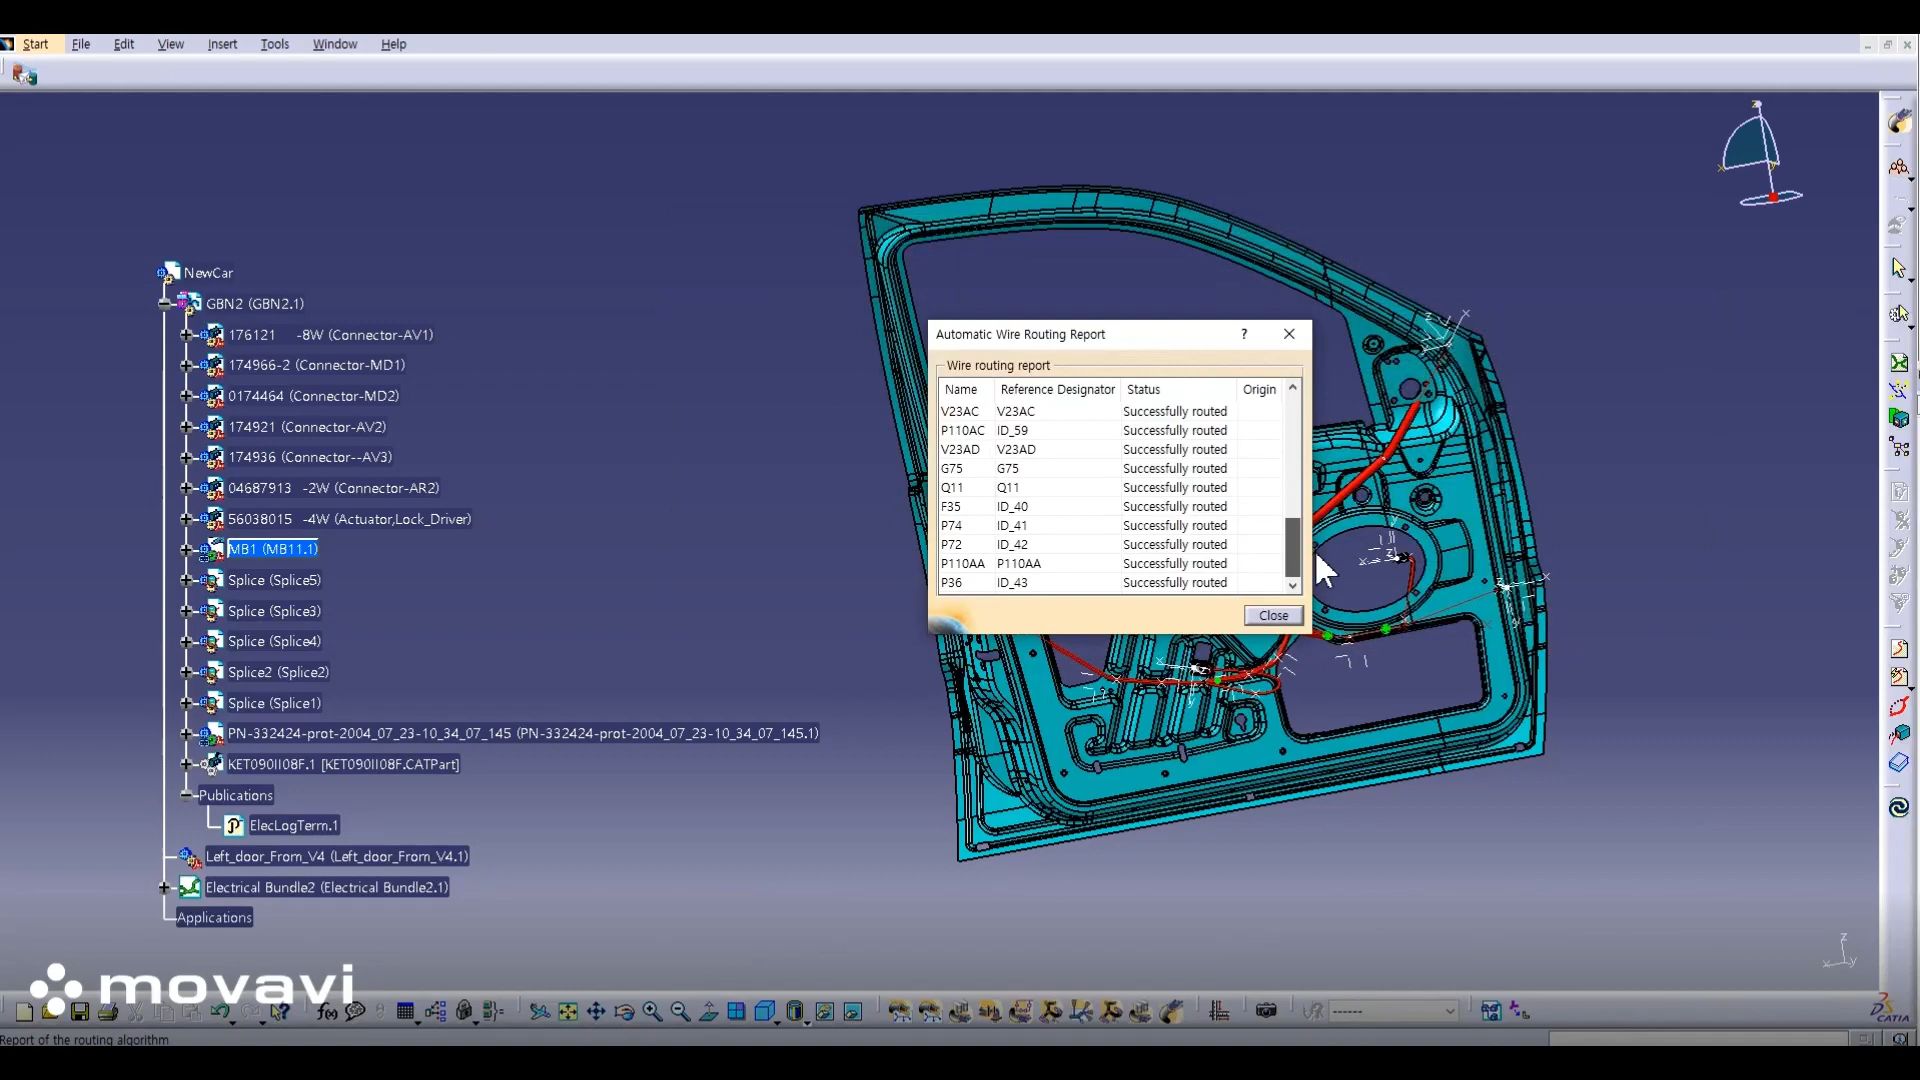 Start File Edit View Insert Tools Window Help
NewCar
GBN2 (GBN2.1)
176121 -8W (Connector-AV1)
174966-2 (Connector-MD1)
0174464 (Connector-MD2)
174921 (Connector-AV2)
174936 (Connector--AV3)
04687913 -2W (Connector-AR2)
56038015 -4W (Actuator,Lock_Driver)
MB1 (MB11.1)
Splice (Splice5)
Splice (Splice3)
Splice (Splice4)
Splice2 (Splice2)
Splice (Splice1)
PN-332424-prot-2004_07_23-10_34_07_145 (PN-332424-prot-2004_07_23-10_34_07_145.1)
KET090II08F.1 [KET090II08F.CATPart]
Publications
ElecLogTerm.1
Left_door_From_V4 (Left_door_From_V4.1)
Electrical Bundle2 (Electrical Bundle2.1)
Applications
Automatic Wire Routing Report ?
Wire routing report
Name Reference Designator Status Origin
V23AC V23AC Successfully routed
P110AC ID_59 Successfully routed
V23AD V23AD Successfully routed
G75 G75 Successfully routed
Q11 Q11 Successfully routed
F35 ID_40 Successfully routed
P74 ID_41 Successfully routed
P72 ID_42 Successfully routed
P110AA P110AA Successfully routed
P36 ID_43 Successfully routed
Close
movavi
CATIA
Report of the routing algorithm